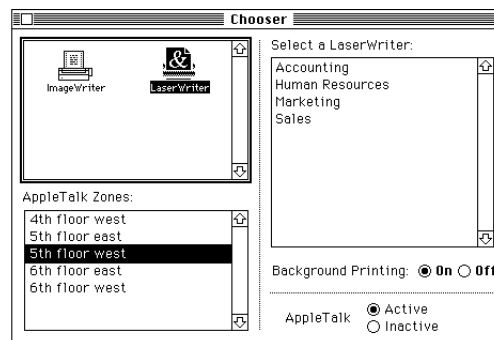 Chooser
ImageWriter
LaserWriter
AppleTalk Zones:
4th floor west
5th floor east
5th floor west
6th floor east
6th floor west
Select a LaserWriter:
Accounting
Human Resources
Marketing
Sales
Background Printing: On Off
AppleTalk
Active
Inactive